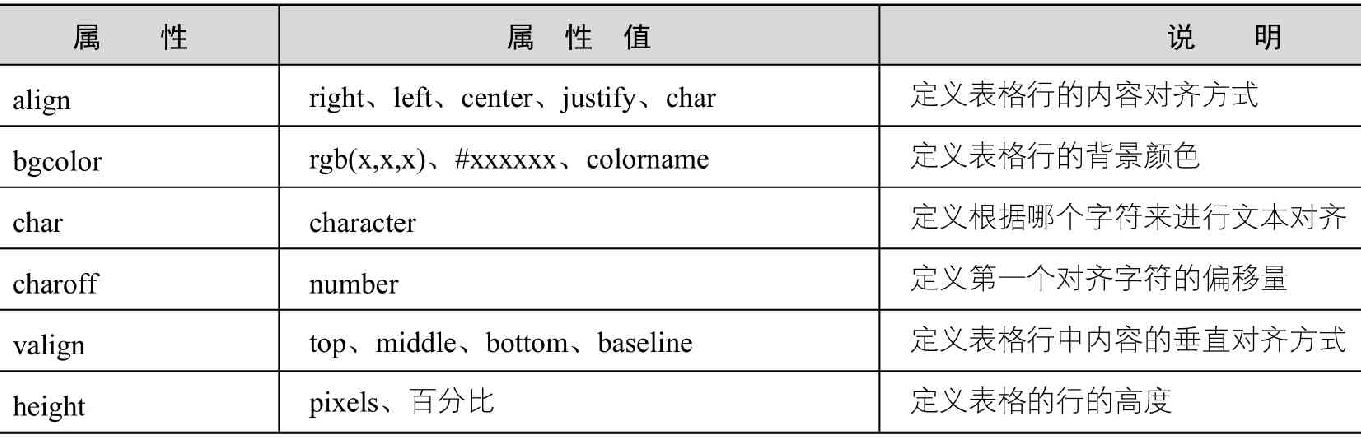 属 性 属 性 值 说 明
align right、left、center、justify、char 定义表格行的内容对齐方式
bgcolor rgb(x,x,x)、#xxxxxx、colorname 定义表格行的背景颜色
char character 定义根据哪个字符来进行文本对齐
charoff number 定义第一个对齐字符的偏移量
valign top、middle、bottom、baseline 定义表格行中内容的垂直对齐方式
height pixels、百分比 定义表格的行的高度